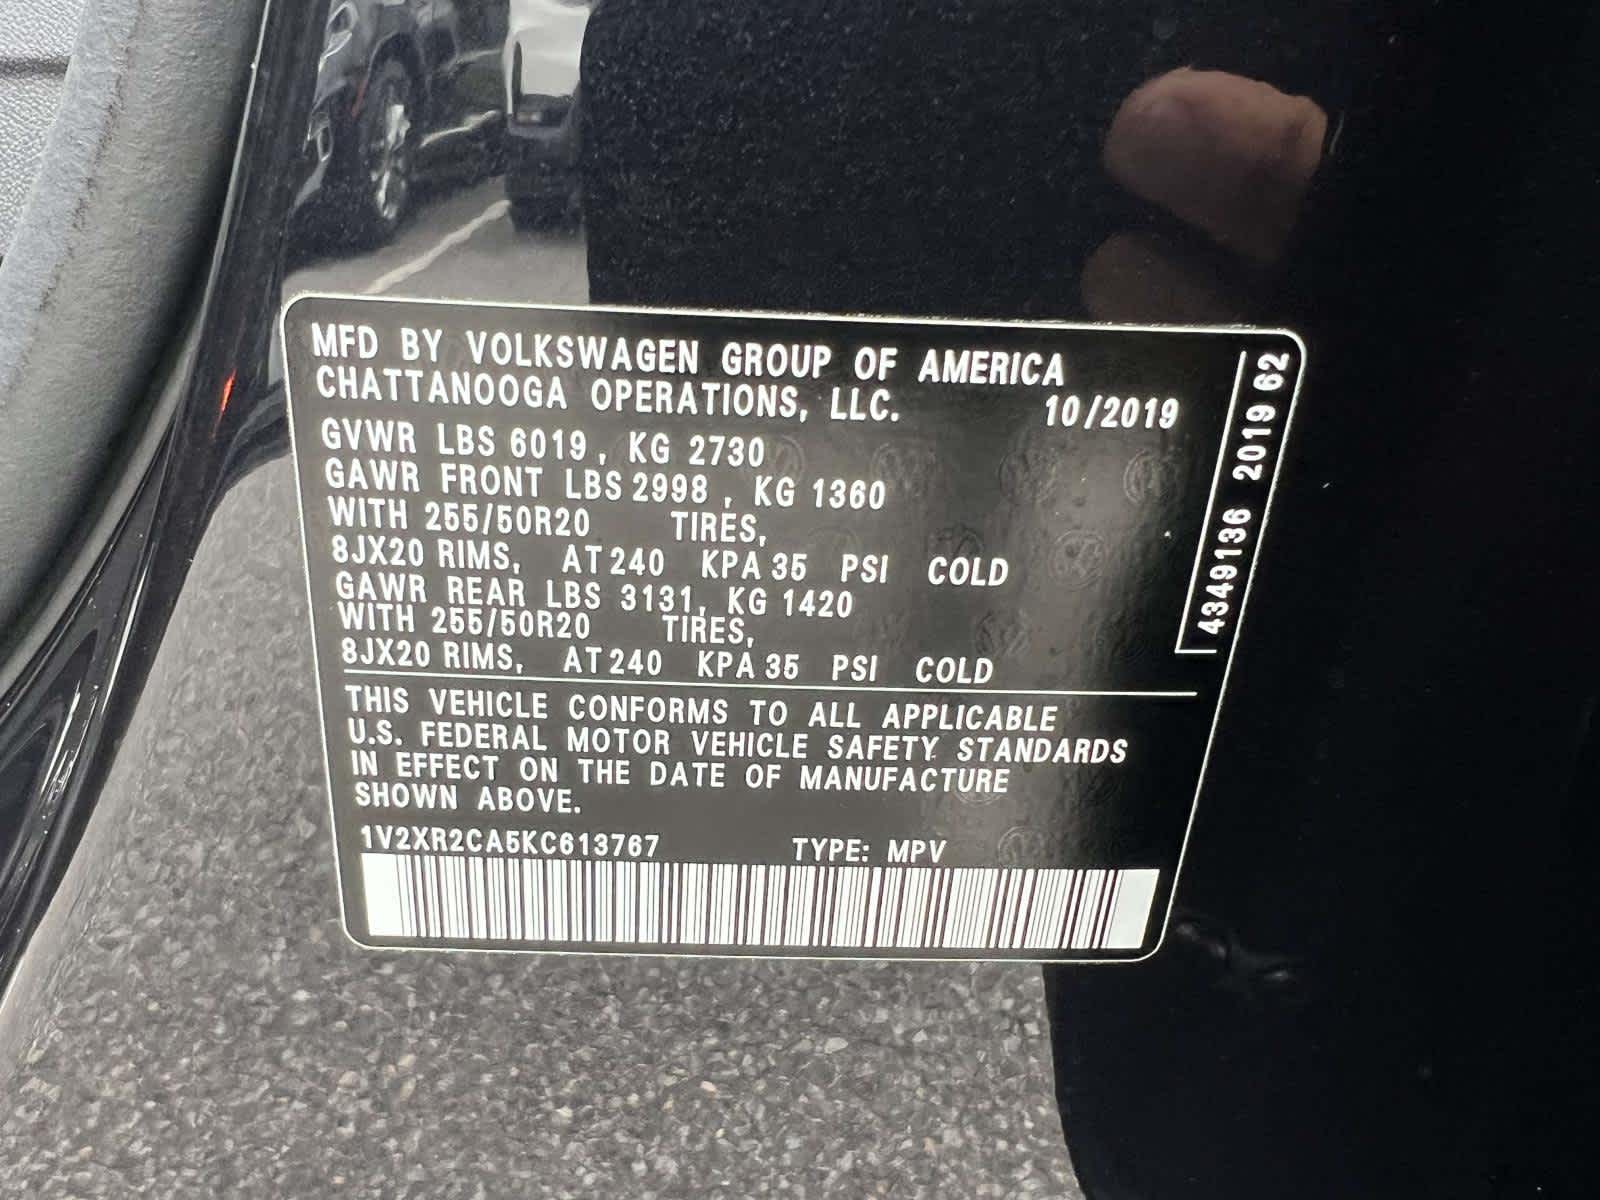 MFD BY VOLKSWAGEN GROUP OF AMERICA
CHATTANOOGA OPERATIONS, LLC. 10/2019
GVWR LBS 6019, KG 2730
GAWR FRONT LBS 2998, KG 1360
WITH 255/50R20 TIRES,
8JX20 RIMS, AT 240 KPA 35 PSI COLD
GAWR REAR LBS 3131, KG 1420
WITH 255/50R20 TIRES,
8JX20 RIMS, AT 240 KPA 35 PSI COLD
THIS VEHICLE CONFORMS TO ALL APPLICABLE
U.S. FEDERAL MOTOR VEHICLE SAFETY STANDARDS
IN EFFECT ON THE DATE OF MANUFACTURE
SHOWN ABOVE.
1V2XR2CA5KC613767 TYPE: MPV
4349136 2019 62